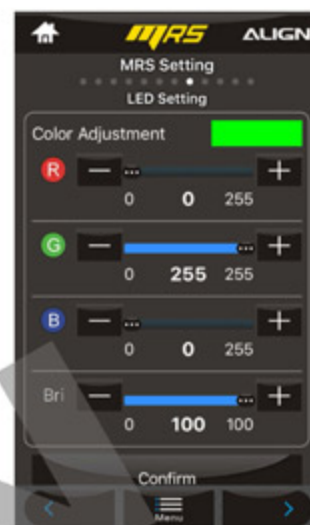 MRS ALIGN
MRS Setting
LED Setting
Color Adjustment
R
0 0 255
G
0 255 255
B
0 0 255
Bri
0 100 100
Confirm
Menu